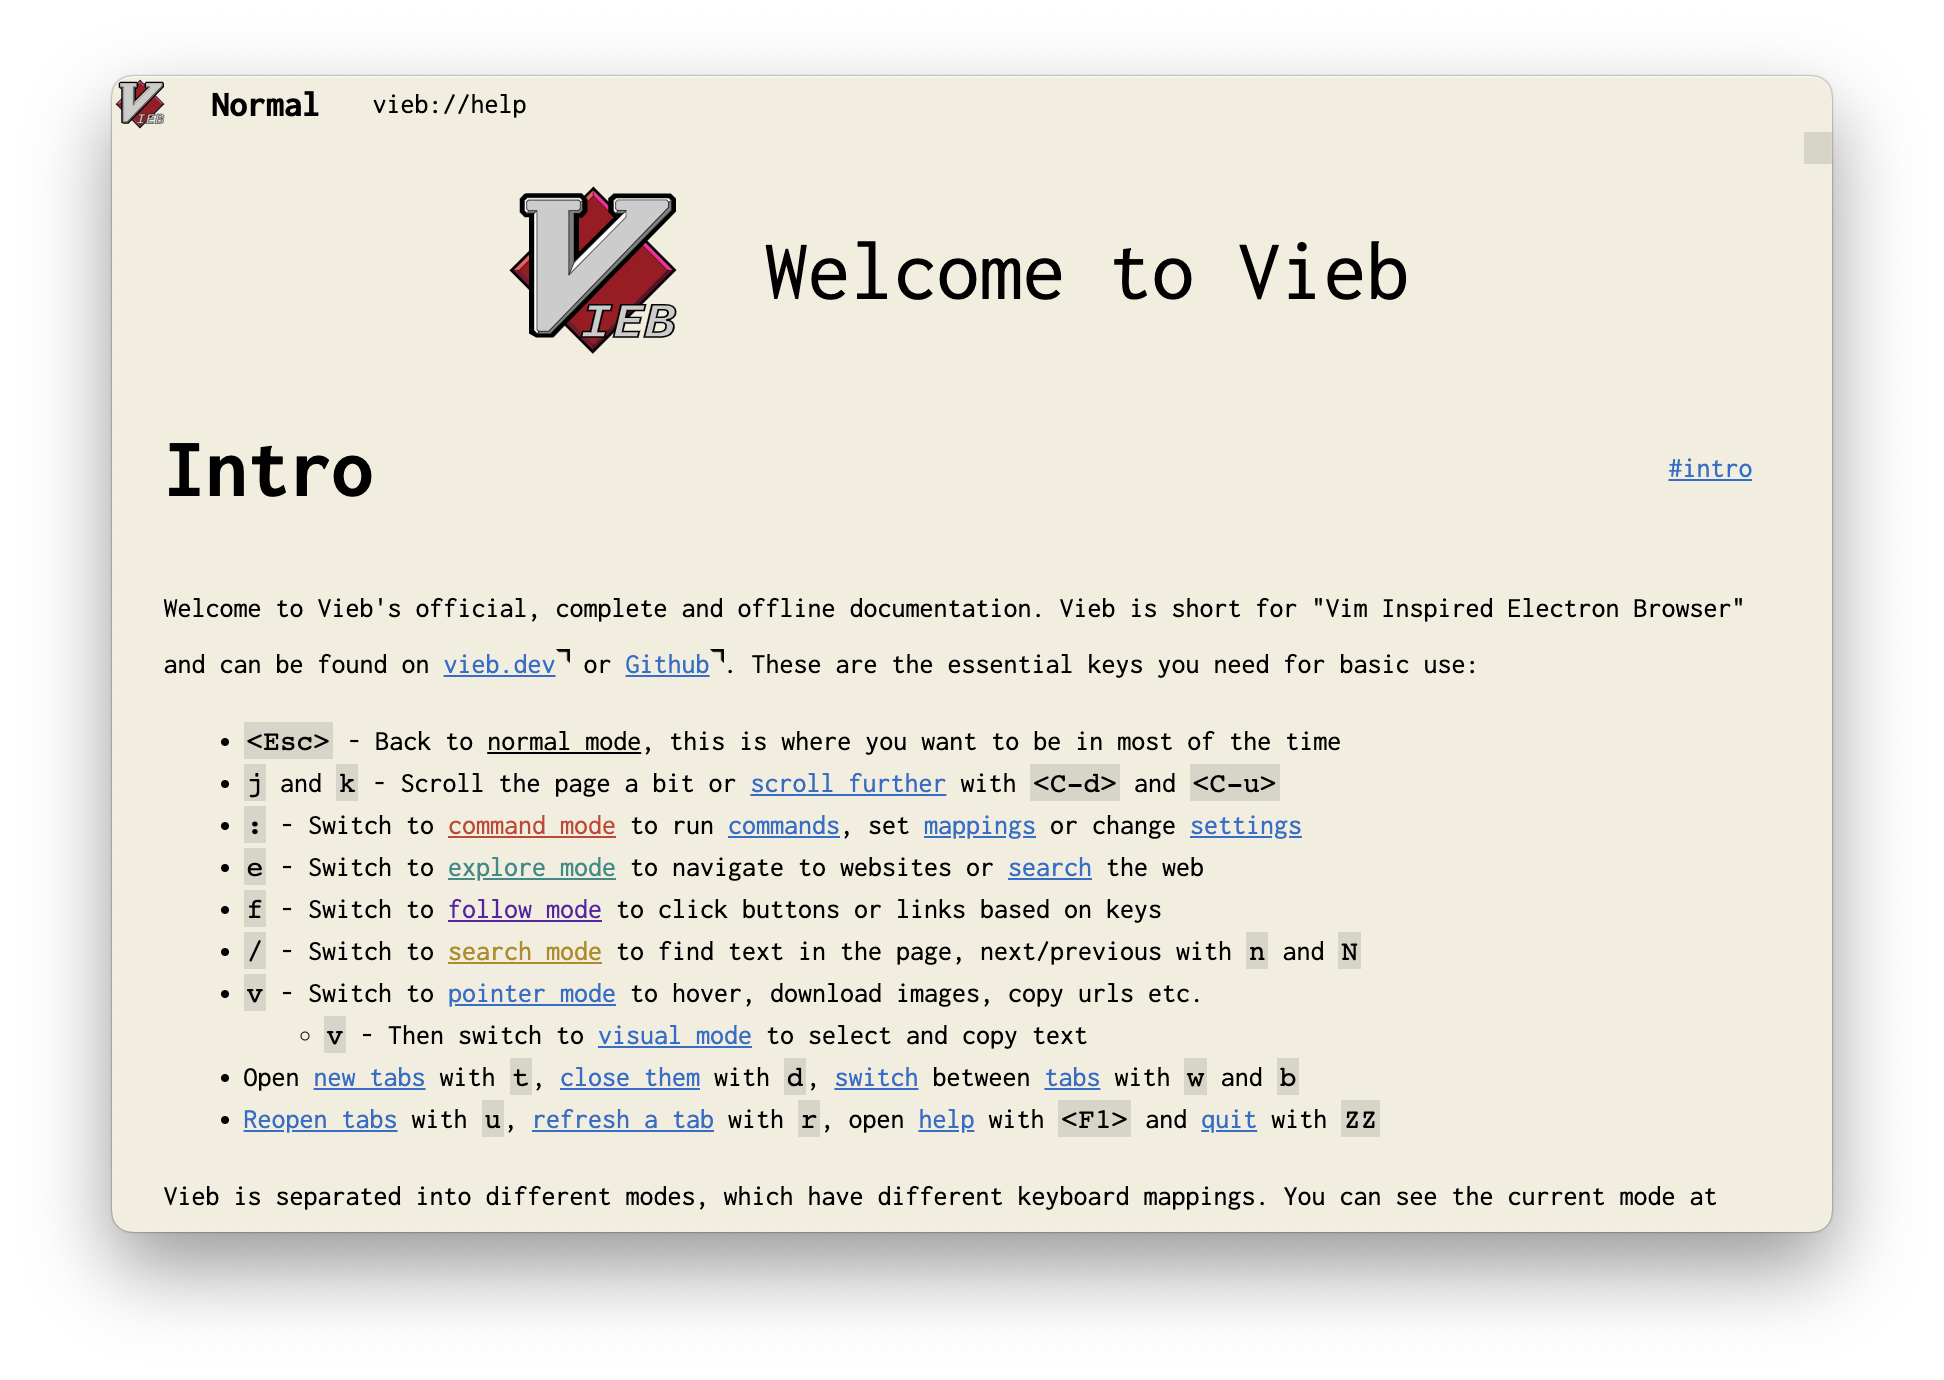 VIEB Normal vieb://help
VIEB
Welcome to Vieb
Intro #intro
Welcome to Vieb's official, complete and offline documentation. Vieb is short for "Vim Inspired Electron Browser"
and can be found on vieb.dev or Github. These are the essential keys you need for basic use:
• <Esc> - Back to normal mode, this is where you want to be in most of the time
• j and k - Scroll the page a bit or scroll further with <C-d> and <C-u>
• : - Switch to command mode to run commands, set mappings or change settings
• e - Switch to explore mode to navigate to websites or search the web
• f - Switch to follow mode to click buttons or links based on keys
• / - Switch to search mode to find text in the page, next/previous with n and N
• v - Switch to pointer mode to hover, download images, copy urls etc.
◦ v - Then switch to visual mode to select and copy text
• Open new tabs with t, close them with d, switch between tabs with w and b
• Reopen tabs with u, refresh a tab with r, open help with <F1> and quit with ZZ
Vieb is separated into different modes, which have different keyboard mappings. You can see the current mode at